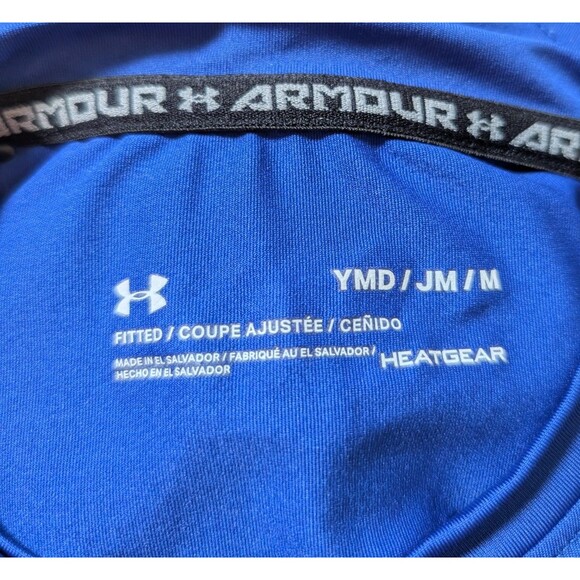 ARMOUR ARMOUR ARMOUR
YMD / JM / M
FITTED / COUPE AJUSTÉE / CEÑIDO
MADE IN EL SALVADOR / FABRIQUÉ AU EL SALVADOR /
HECHO EN EL SALVADOR
HEATGEAR